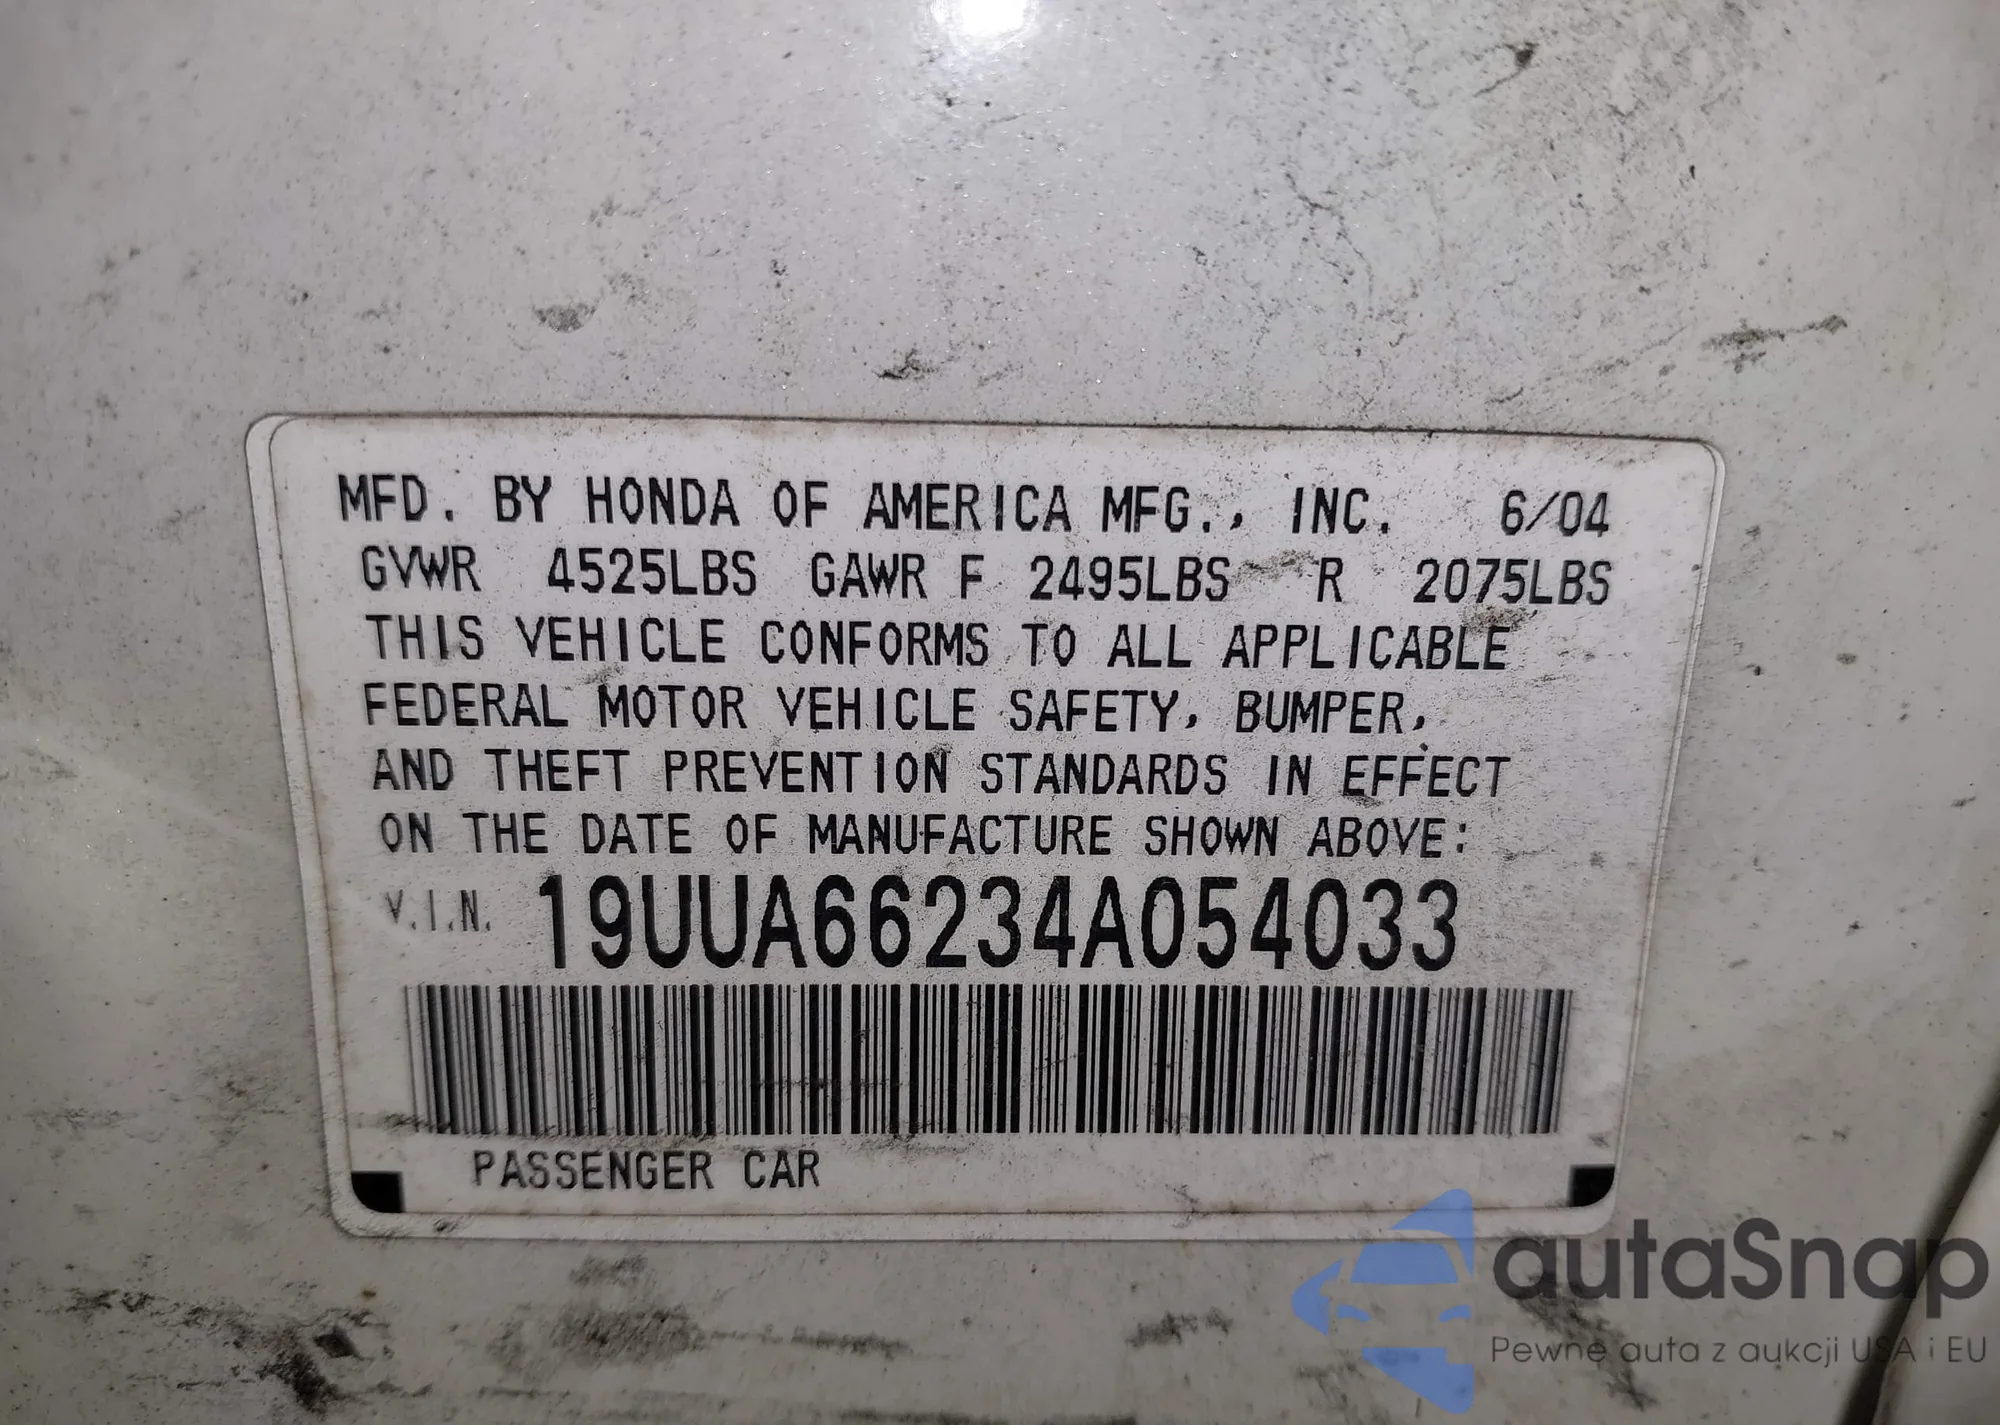 MFD. BY HONDA OF AMERICA MFG., INC. 6/04
GVWR 4525LBS GAWR F 2495LBS R 2075LBS
THIS VEHICLE CONFORMS TO ALL APPLICABLE
FEDERAL MOTOR VEHICLE SAFETY, BUMPER,
AND THEFT PREVENTION STANDARDS IN EFFECT
ON THE DATE OF MANUFACTURE SHOWN ABOVE:
V.I.N. 19UUA66234A054033
PASSENGER CAR
autaSnap
Pewne auta z aukcji USA i EU